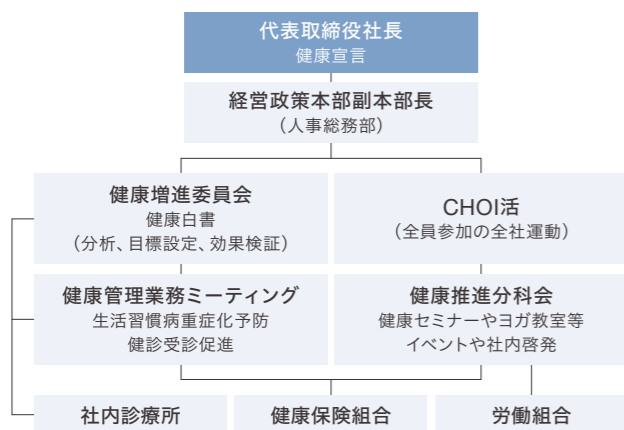 代表取締役社長
健康宣言
経営政策本部副本部長
（人事総務部）
健康増進委員会
健康白書
（分析、目標設定、効果検証）
CHOI活
（全員参加の全社運動）
健康管理業務ミーティング
生活習慣病重症化予防
健診受診促進
健康推進分科会
健康セミナーやヨガ教室等
イベントや社内啓発
社内診療所
健康保険組合
労働組合